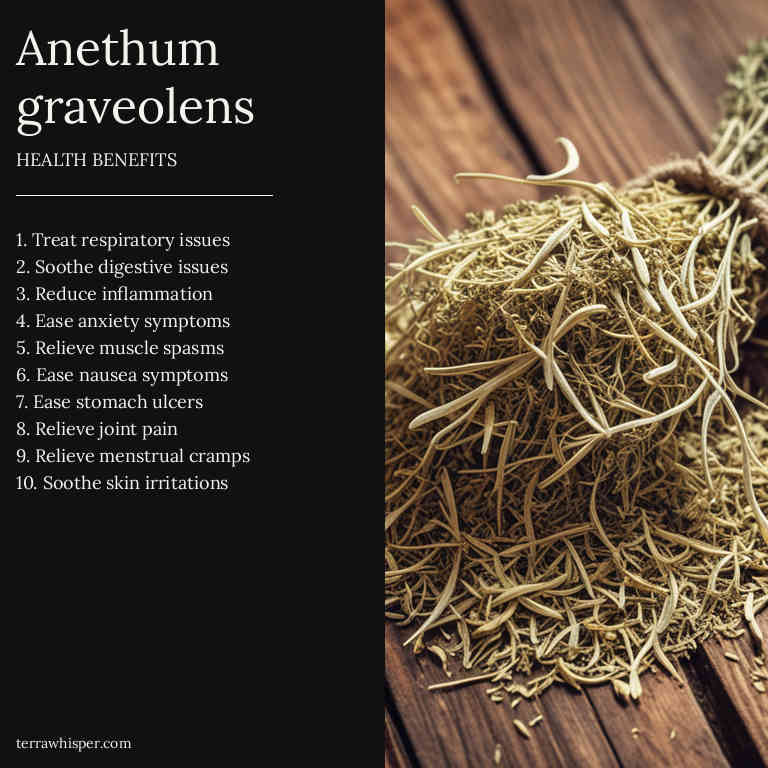 Anethum
graveolens
HEALTH BENEFITS
1. Treat respiratory issues
2. Soothe digestive issues
3. Reduce inflammation
4. Ease anxiety symptoms
5. Relieve muscle spasms
6. Ease nausea symptoms
7. Ease stomach ulcers
8. Relieve joint pain
9. Relieve menstrual cramps
10. Soothe skin irritations
terrawhisper.com